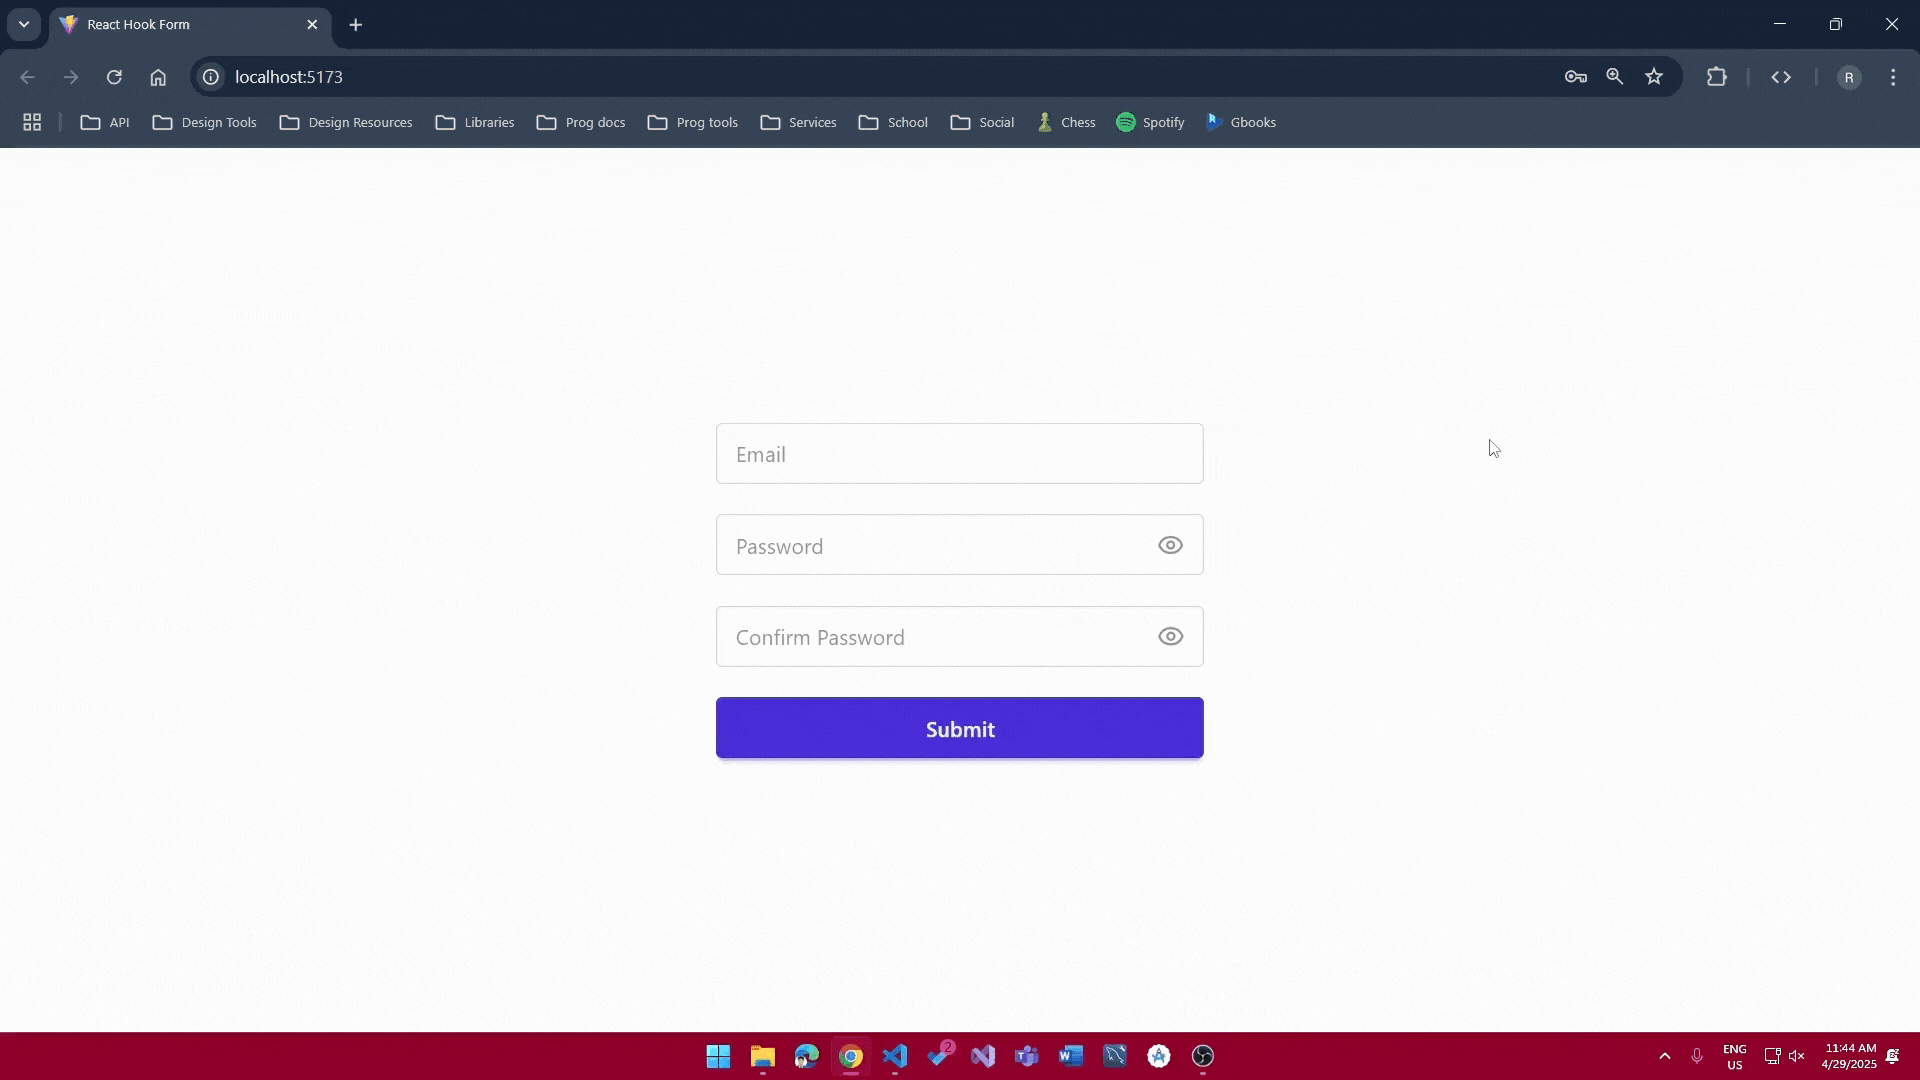 React Hook Form
localhost:5173
R
API Design Tools Design Resources Libraries Prog docs Prog tools Services School Social Chess Spotify Gbooks
Email
Password
Confirm Password
Submit
2
ENG
US
11:44 AM
4/29/2025